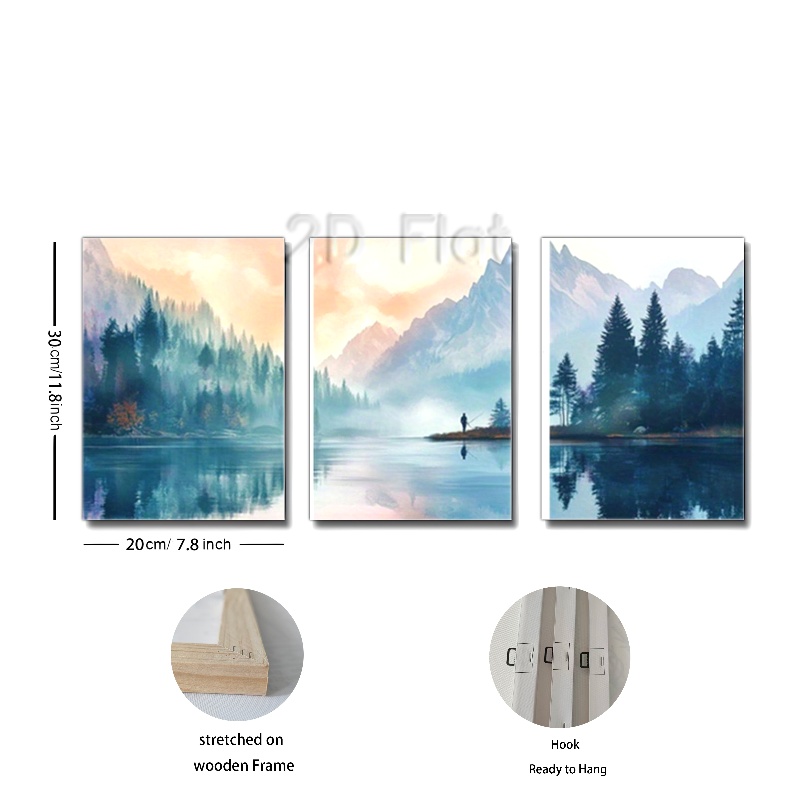 2D Flat
30cm/11.8inch
20cm/ 7.8 inch
stretched on
wooden Frame
Hook
Ready to Hang